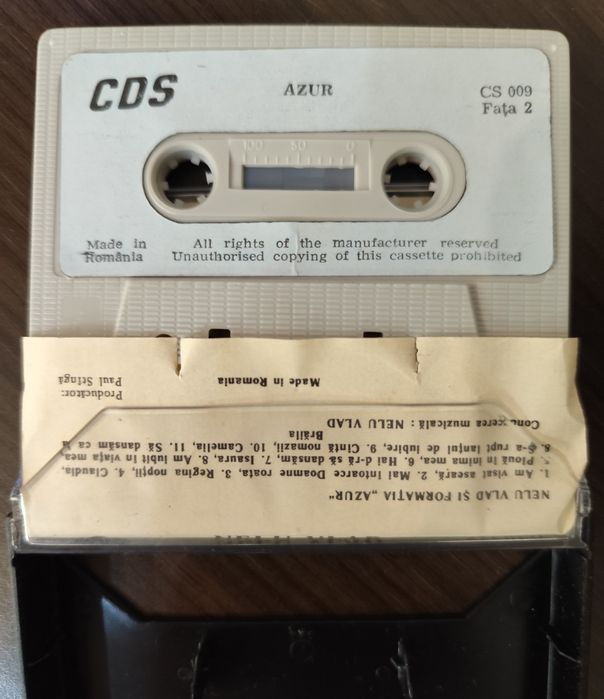 CDS
AZUR
CS 009
Fața 2
Made in
România
All rights of the manufacturer reserved
Unauthorised copying of this cassette prohibited
NELU VLAD ȘI FORMAȚIA „AZUR"
1. Am visat aseară, 2. Mai întoarce Doamne roata, 3. Regina nopții, 4. Claudia,
Plouă în inima mea, 6. Hai d-ră să dansăm, 7. Isaura, 8. Am iubit în viața mea,
8. S-a rupt lanțul de iubire, 9. Cîntă nomazii, 10. Camelia, 11. Să dansăm ca la
Brăila
Conducerea muzicală : NELU VLAD
Producător:
Paul Stîngă
Made in Romania